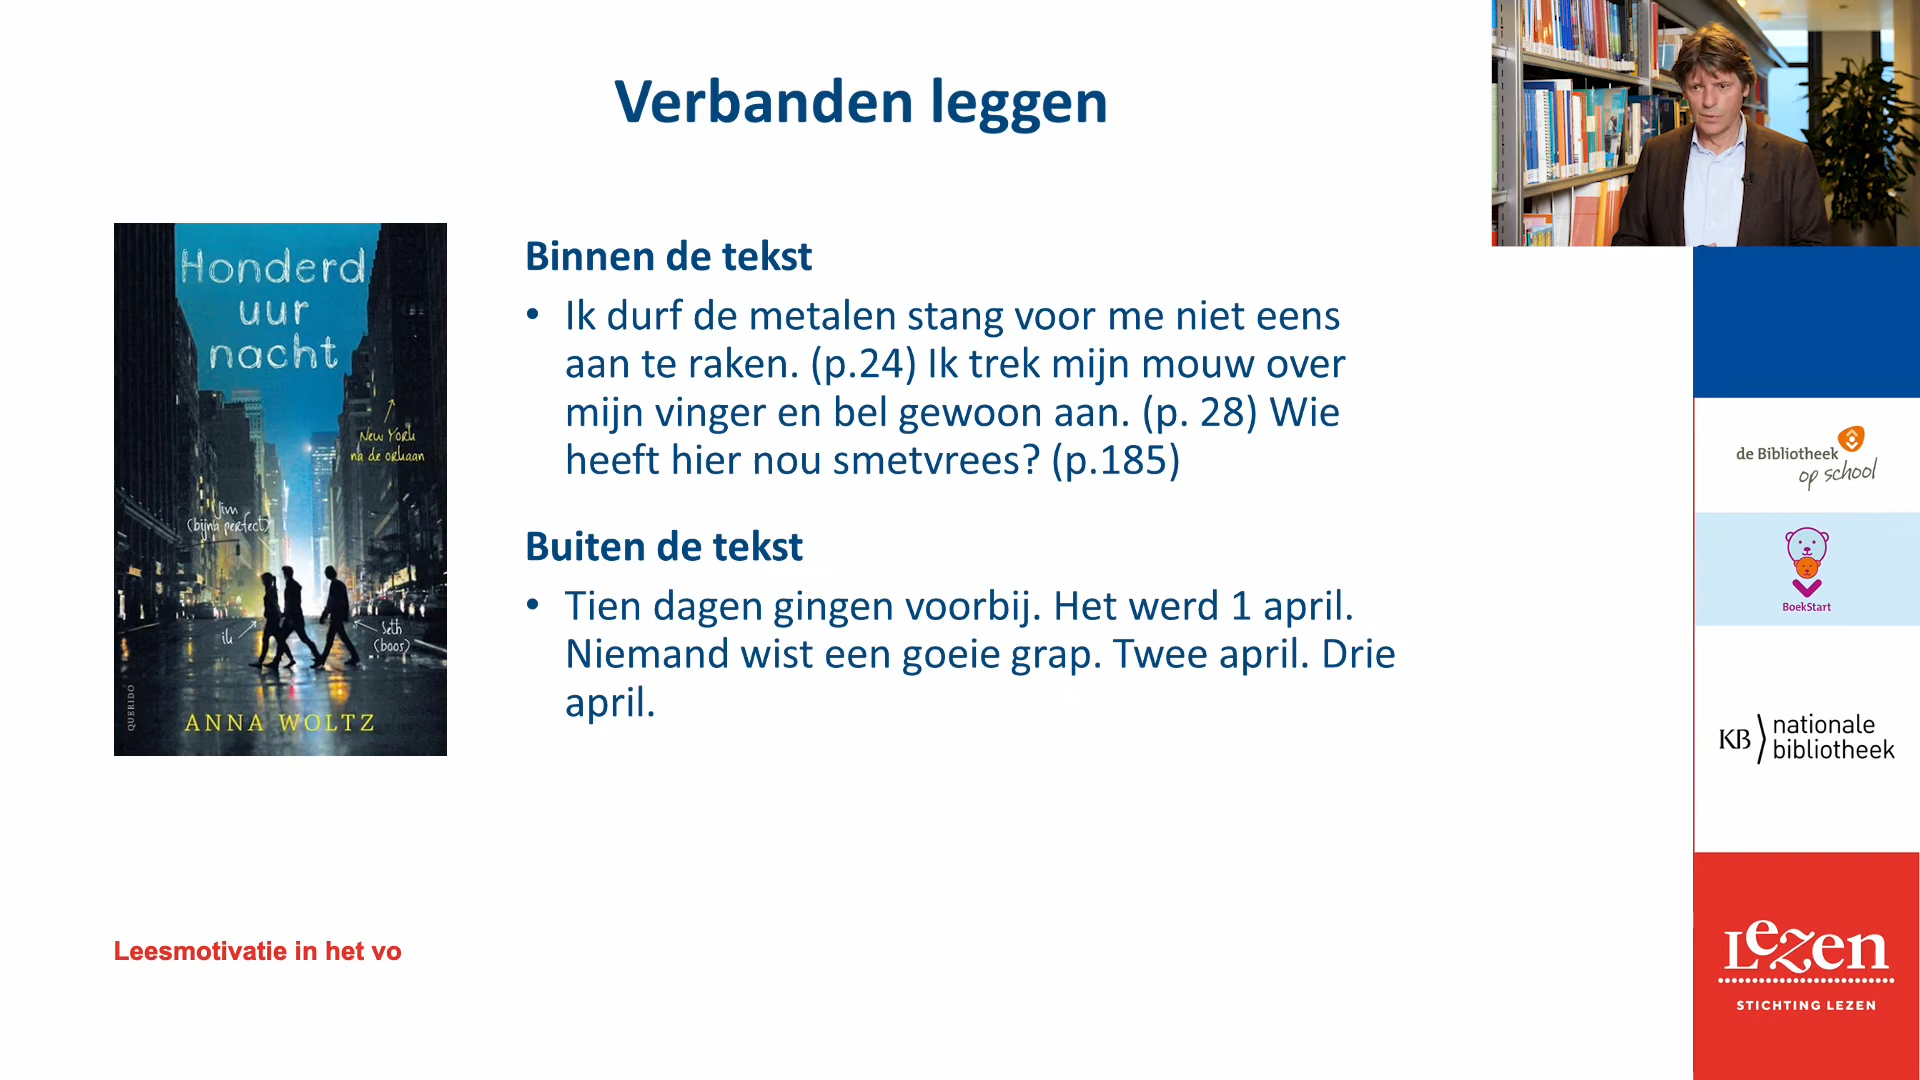 Verbanden leggen
Honderd
uur
nacht
New York
na de orkaan
Jim
(bijna perfect)
ik
Seth
(boos)
QUERIDO
ANNA WOLTZ
Binnen de tekst
• Ik durf de metalen stang voor me niet eens
aan te raken. (p.24) Ik trek mijn mouw over
mijn vinger en bel gewoon aan. (p. 28) Wie
heeft hier nou smetvrees? (p.185)
Buiten de tekst
• Tien dagen gingen voorbij. Het werd 1 april.
Niemand wist een goeie grap. Twee april. Drie
april.
Leesmotivatie in het vo
de Bibliotheek
op school
BoekStart
KB nationale
bibliotheek
Lezen
STICHTING LEZEN